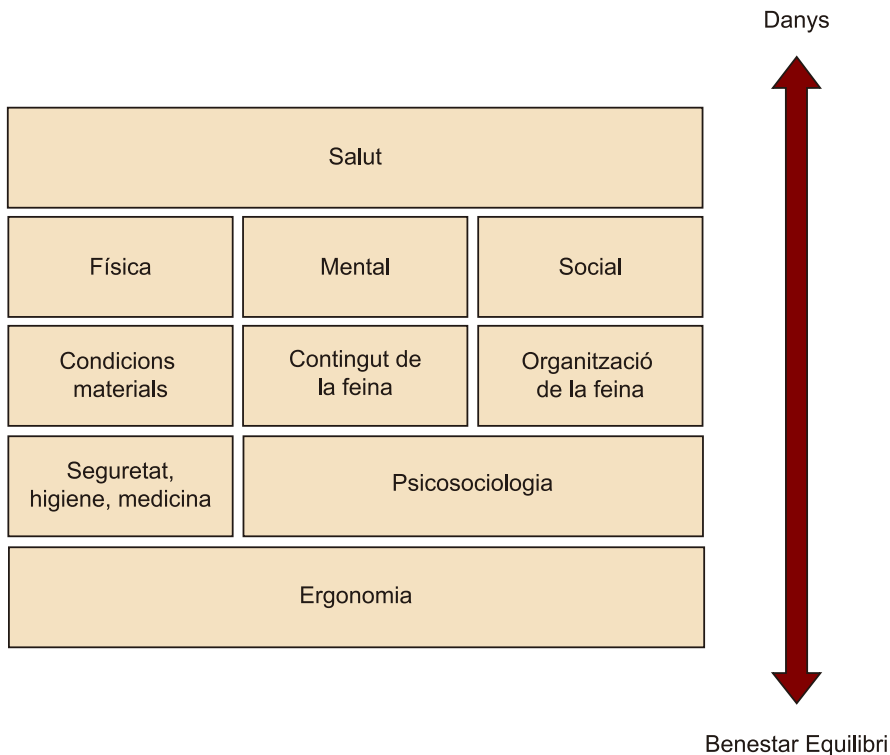 Danys
Salut
Física
Mental
Social
Condicions
materials
Contingut de
la feina
Organització
de la feina
Seguretat,
higiene, medicina
Psicosociologia
Ergonomia
Benestar Equilibri